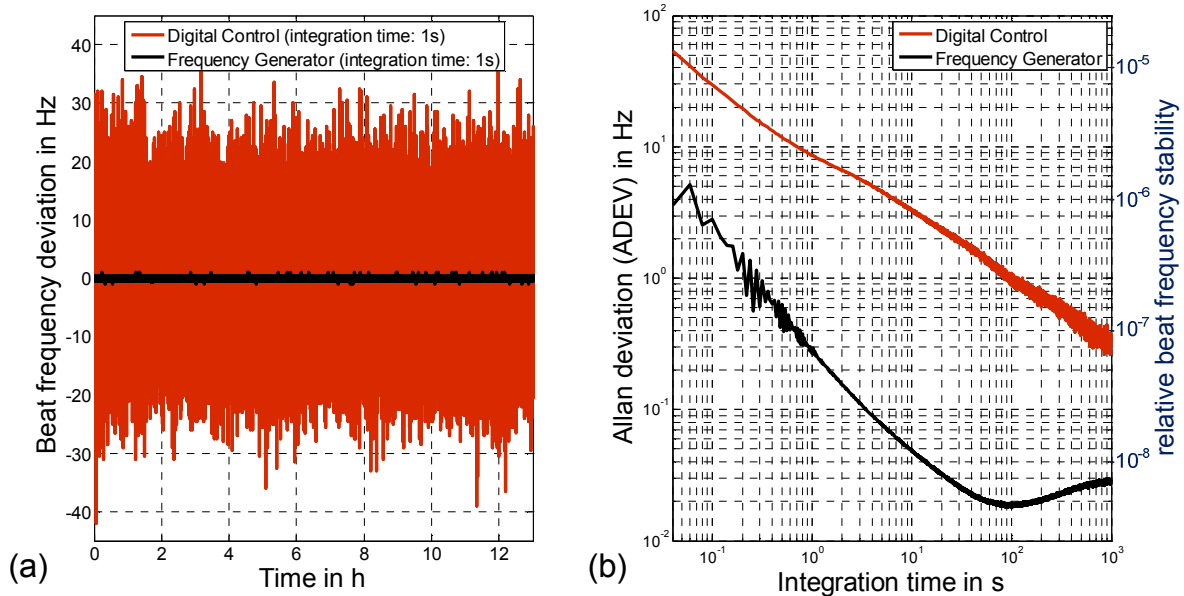 Digital Control (integration time: 1s)
Frequency Generator (integration time: 1s)
Beat frequency deviation in Hz
40
30
20
10
0
-10
-20
-30
-40
0
2
4
6
8
10
12
Time in h
(a)
Digital Control
Frequency Generator
Allan deviation (ADEV) in Hz
10^2
10^1
10^0
10^-1
10^-2
10^-1
10^0
10^1
10^2
10^3
Integration time in s
10^-5
10^-6
10^-7
10^-8
relative beat frequency stability
(b)